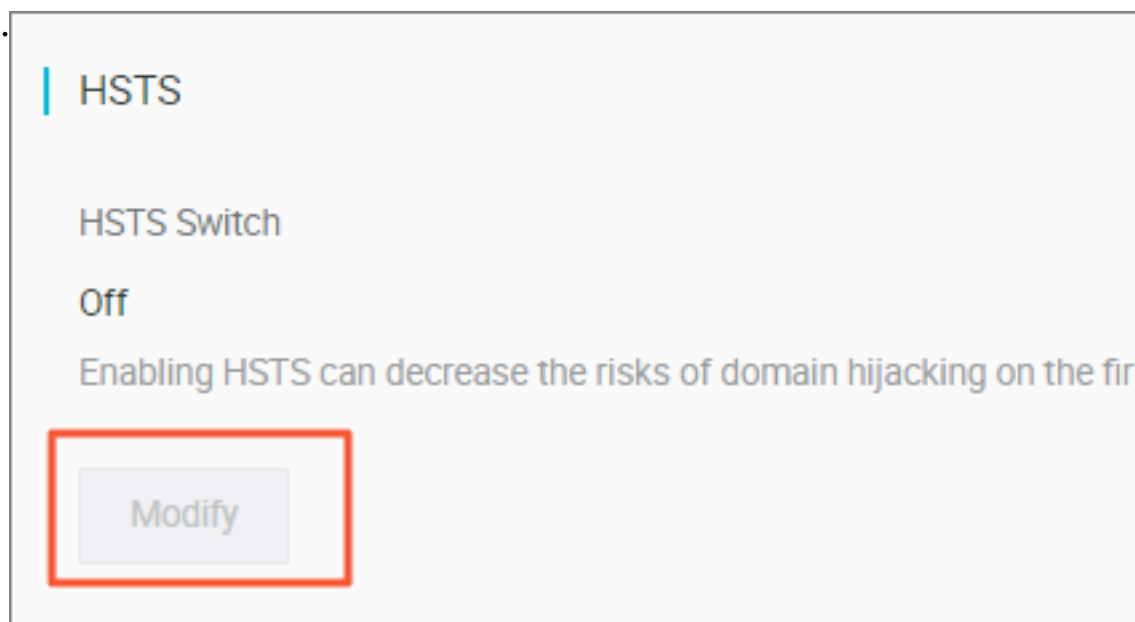 HSTS
HSTS Switch
Off
Enabling HSTS can decrease the risks of domain hijacking on the fir
Modify